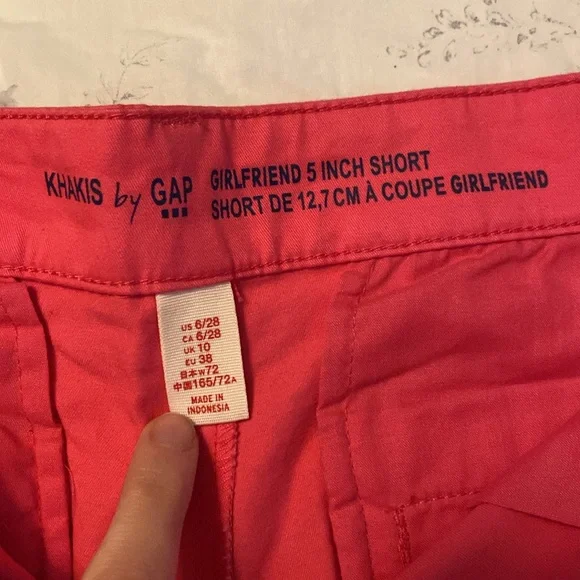 KHAKIS by GAP
GIRLFRIEND 5 INCH SHORT
SHORT DE 12,7 CM À COUPE GIRLFRIEND
US 6/28
CA 6/28
UK 10
EU 38
日本 W72
中国 165/72A
MADE IN
INDONESIA